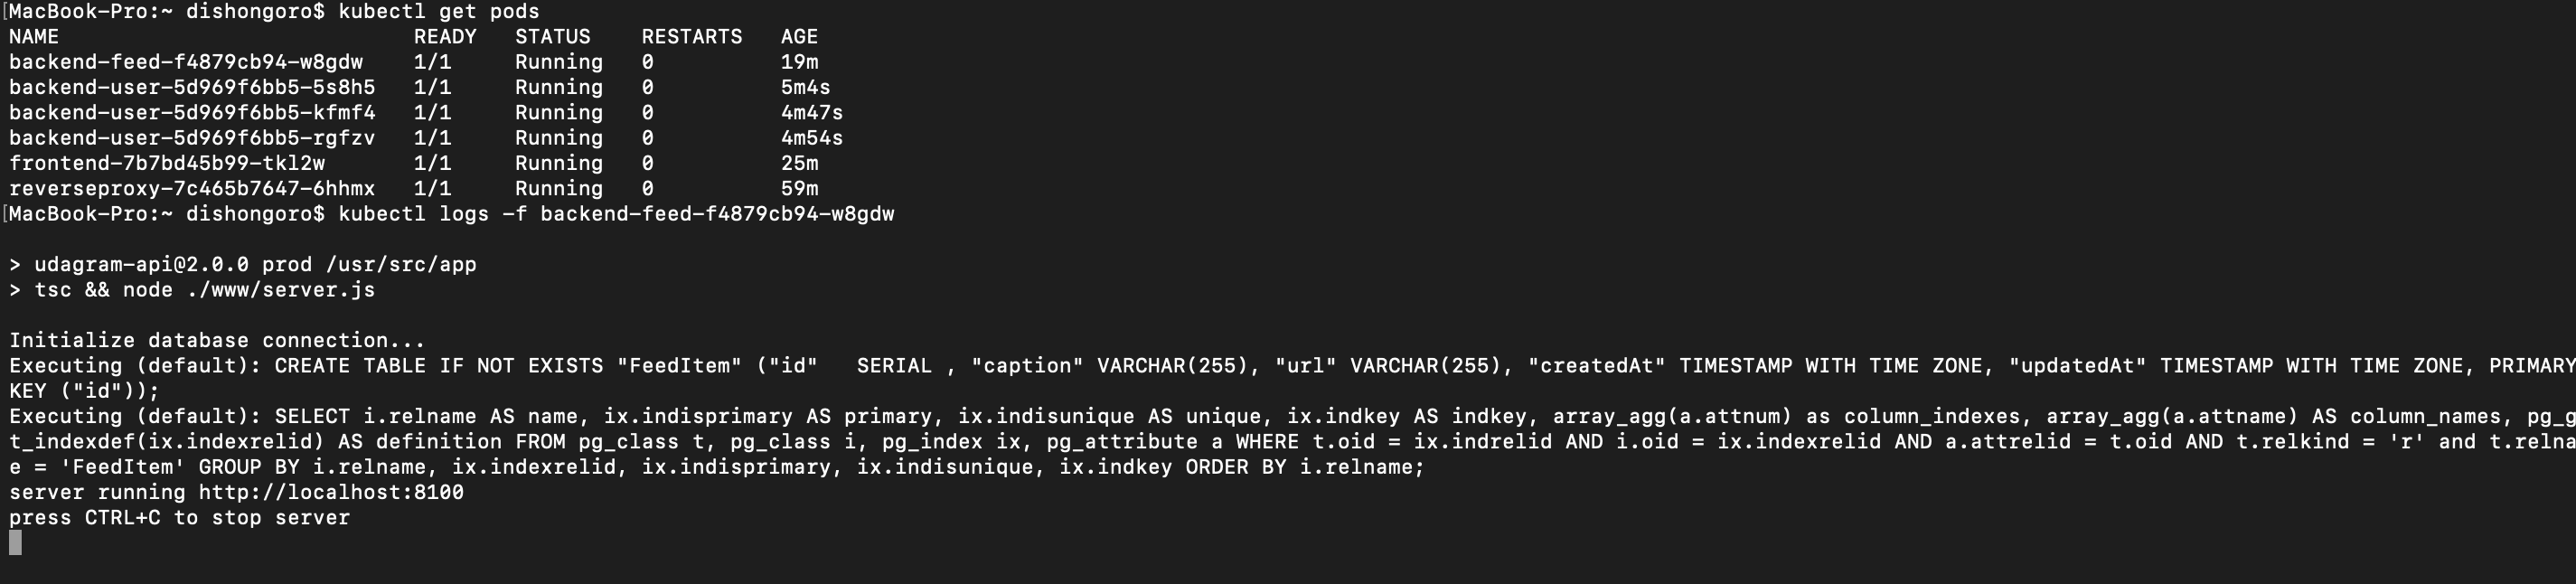 [MacBook-Pro:~ dishongoro$ kubectl get pods
NAME READY STATUS RESTARTS AGE
backend-feed-f4879cb94-w8gdw 1/1 Running 0 19m
backend-user-5d969f6bb5-5s8h5 1/1 Running 0 5m4s
backend-user-5d969f6bb5-kfmf4 1/1 Running 0 4m47s
backend-user-5d969f6bb5-rgfzv 1/1 Running 0 4m54s
frontend-7b7bd45b99-tkl2w 1/1 Running 0 25m
reverseproxy-7c465b7647-6hhmx 1/1 Running 0 59m
[MacBook-Pro:~ dishongoro$ kubectl logs -f backend-feed-f4879cb94-w8gdw
> udagram-api@2.0.0 prod /usr/src/app
> tsc && node ./www/server.js
Initialize database connection...
Executing (default): CREATE TABLE IF NOT EXISTS "FeedItem" ("id"   SERIAL , "caption" VARCHAR(255), "url" VARCHAR(255), "createdAt" TIMESTAMP WITH TIME ZONE, "updatedAt" TIMESTAMP WITH TIME ZONE, PRIMARY
KEY ("id"));
Executing (default): SELECT i.relname AS name, ix.indisprimary AS primary, ix.indisunique AS unique, ix.indkey AS indkey, array_agg(a.attnum) as column_indexes, array_agg(a.attname) AS column_names, pg_g
t_indexdef(ix.indexrelid) AS definition FROM pg_class t, pg_class i, pg_index ix, pg_attribute a WHERE t.oid = ix.indrelid AND i.oid = ix.indexrelid AND a.attrelid = t.oid AND t.relkind = 'r' and t.relna
e = 'FeedItem' GROUP BY i.relname, ix.indexrelid, ix.indisprimary, ix.indisunique, ix.indkey ORDER BY i.relname;
server running http://localhost:8100
press CTRL+C to stop server